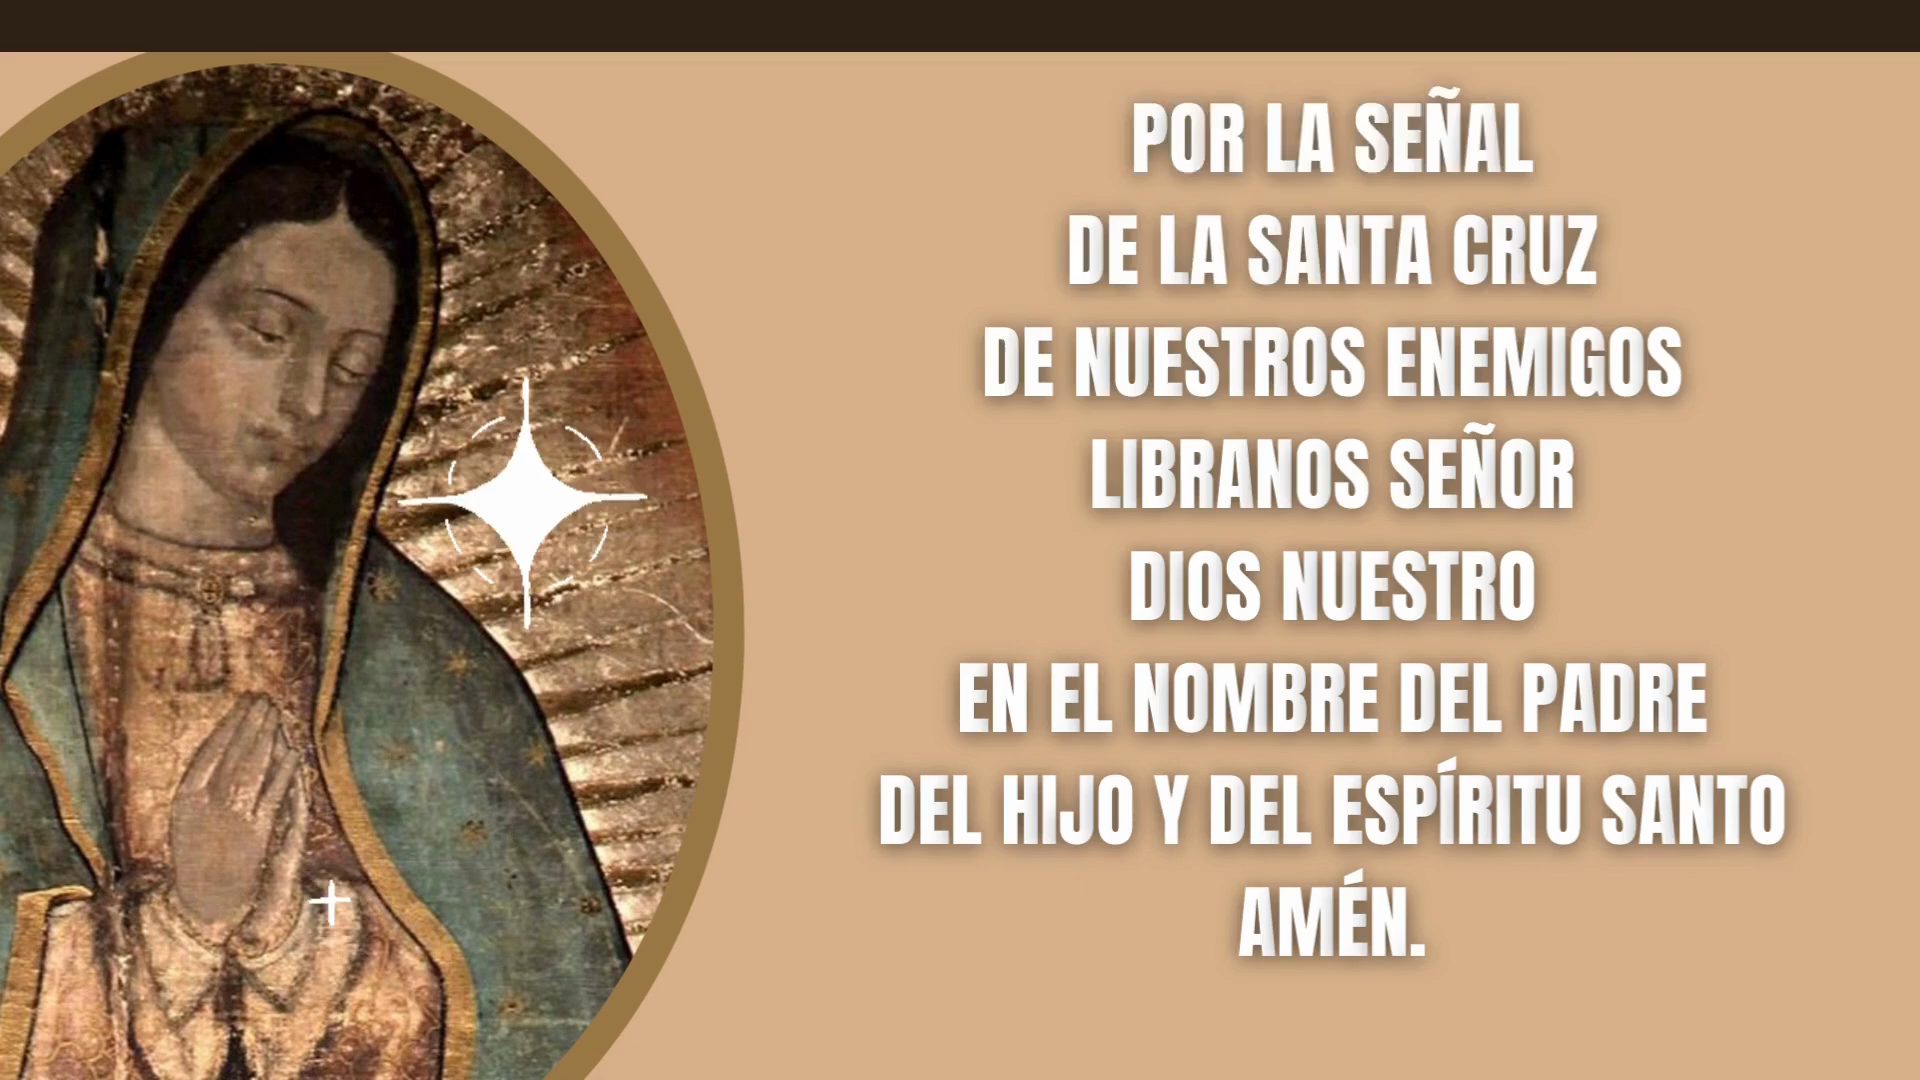 POR LA SEÑAL
DE LA SANTA CRUZ
DE NUESTROS ENEMIGOS
LIBRANOS SEÑOR
DIOS NUESTRO
EN EL NOMBRE DEL PADRE
DEL HIJO Y DEL ESPÍRITU SANTO
AMÉN.